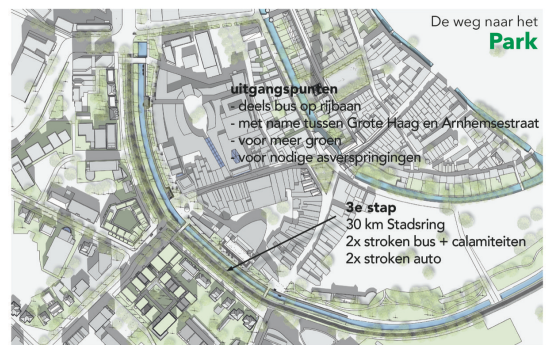 De weg naar het
Park
uitgangspunten
- deels bus op rijbaan
- met name tussen Grote Haag en Arnhemsestraat
- voor meer groen
- voor nodige asverspringingen
3e stap
30 km Stadsring
2x stroken bus + calamiteiten
2x stroken auto